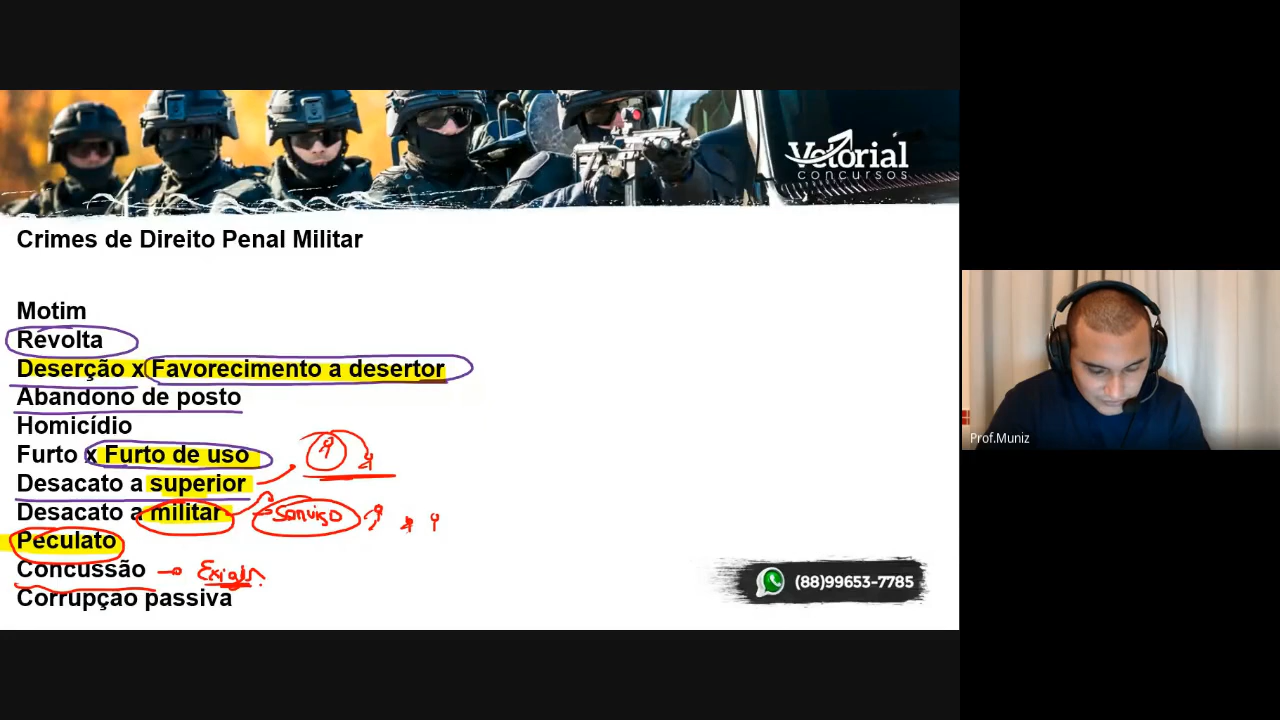 Vetorial
concursos
Crimes de Direito Penal Militar
Motim
Revolta
Deserção x Favorecimento a desertor
Abandono de posto
Homicídio
Furto x Furto de uso
Desacato a superior
Desacato a militar
Serviço
Peculato
Concussão
Exigir
Corrupçao passiva
(88)99653-7785
Prof.Muniz